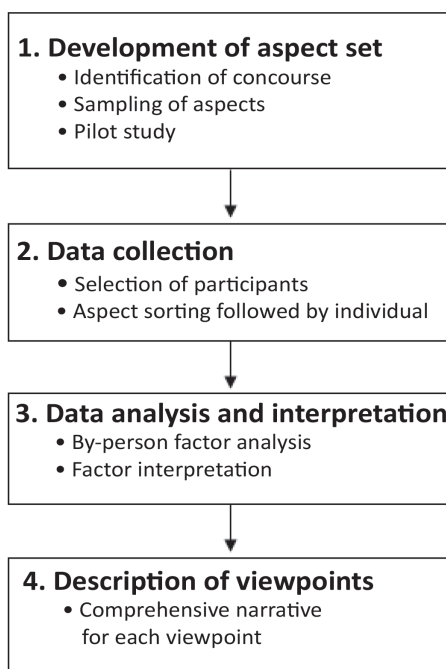 1. Development of aspect set
• Identification of concourse
• Sampling of aspects
• Pilot study
2. Data collection
• Selection of participants
• Aspect sorting followed by individual
3. Data analysis and interpretation
• By-person factor analysis
• Factor interpretation
4. Description of viewpoints
• Comprehensive narrative
for each viewpoint